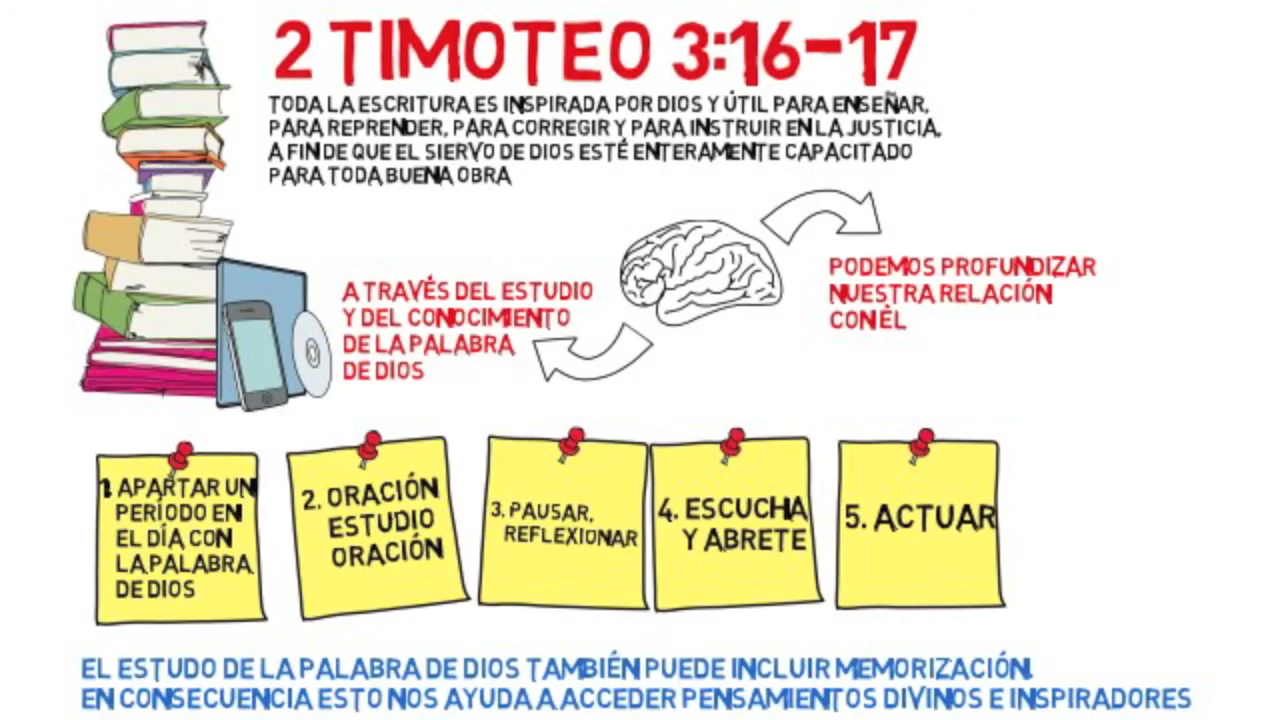 2 TIMOTEO 3:16-17
TODA LA ESCRITURA ES INSPIRADA POR DIOS Y ÚTIL PARA ENSEÑAR,
PARA REPRENDER, PARA CORREGIR Y PARA INSTRUIR EN LA JUSTICIA,
A FIN DE QUE EL SIERVO DE DIOS ESTÉ ENTERAMENTE CAPACITADO
PARA TODA BUENA OBRA
A TRAVÉS DEL ESTUDIO
Y DEL CONOCIMIENTO
DE LA PALABRA
DE DIOS
PODEMOS PROFUNDIZAR
NUESTRA RELACIÓN
CON ÉL
1. APARTAR UN
PERÍODO EN
EL DÍA CON
LA PALABRA
DE DIOS
2. ORACIÓN
ESTUDIO
ORACIÓN
3. PAUSAR,
REFLEXIONAR
4. ESCUCHA
Y ABRETE
5. ACTUAR
EL ESTUDO DE LA PALABRA DE DIOS TAMBIÉN PUEDE INCLUIR MEMORIZACIÓN.
EN CONSECUENCIA ESTO NOS AYUDA A ACCEDER PENSAMIENTOS DIVINOS E INSPIRADORES